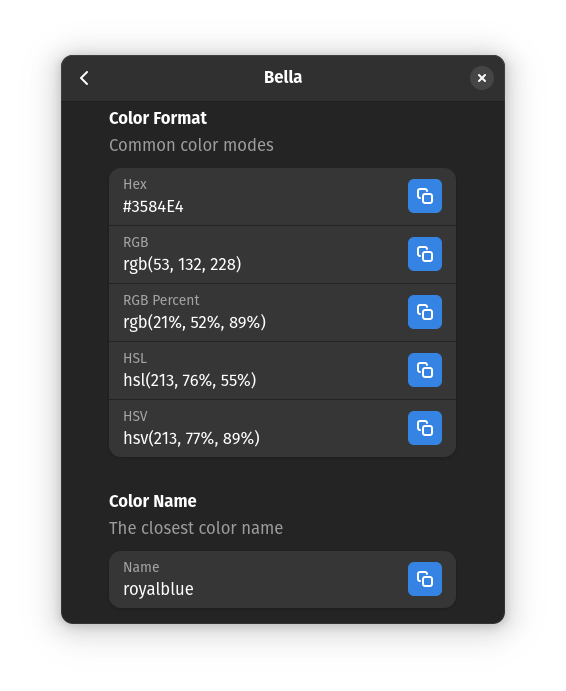 Bella
Color Format
Common color modes
Hex
#3584E4
RGB
rgb(53, 132, 228)
RGB Percent
rgb(21%, 52%, 89%)
HSL
hsl(213, 76%, 55%)
HSV
hsv(213, 77%, 89%)
Color Name
The closest color name
Name
royalblue